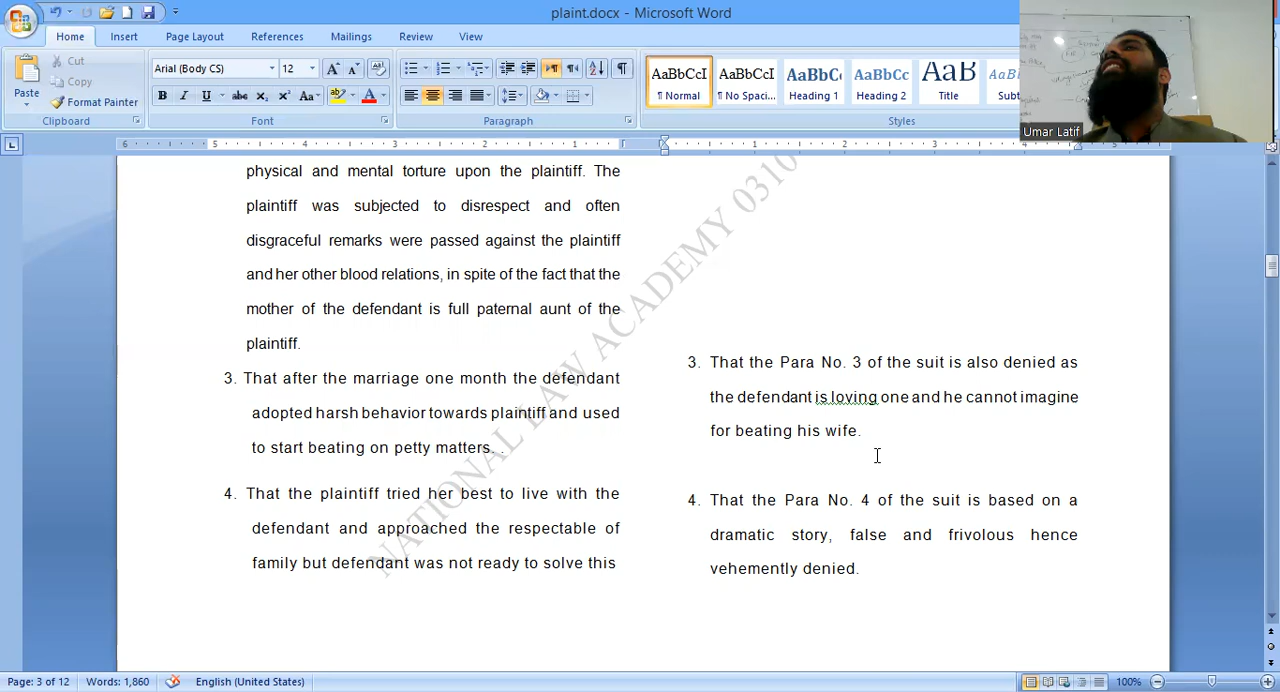 plaint.docx - Microsoft Word
Home Insert Page Layout References Mailings Review View
Paste
Cut
Copy
Format Painter
Clipboard
Arial (Body CS) 12
Font
Paragraph
AaBbCcI AaBbCcI AaBbC AaBbCc AaB AaBbCc
¶ Normal ¶ No Spaci... Heading 1 Heading 2 Title Subt
Styles
Umar Latif
physical and mental torture upon the plaintiff. The
plaintiff was subjected to disrespect and often
disgraceful remarks were passed against the plaintiff
and her other blood relations, in spite of the fact that the
mother of the defendant is full paternal aunt of the
plaintiff.
3. That after the marriage one month the defendant
adopted harsh behavior towards plaintiff and used
to start beating on petty matters. .
4. That the plaintiff tried her best to live with the
defendant and approached the respectable of
family but defendant was not ready to solve this
3. That the Para No. 3 of the suit is also denied as
the defendant is loving one and he cannot imagine
for beating his wife.
4. That the Para No. 4 of the suit is based on a
dramatic story, false and frivolous hence
vehemently denied.
NATIONAL LAW ACADEMY 0310
Page: 3 of 12 Words: 1,860 English (United States) 100%